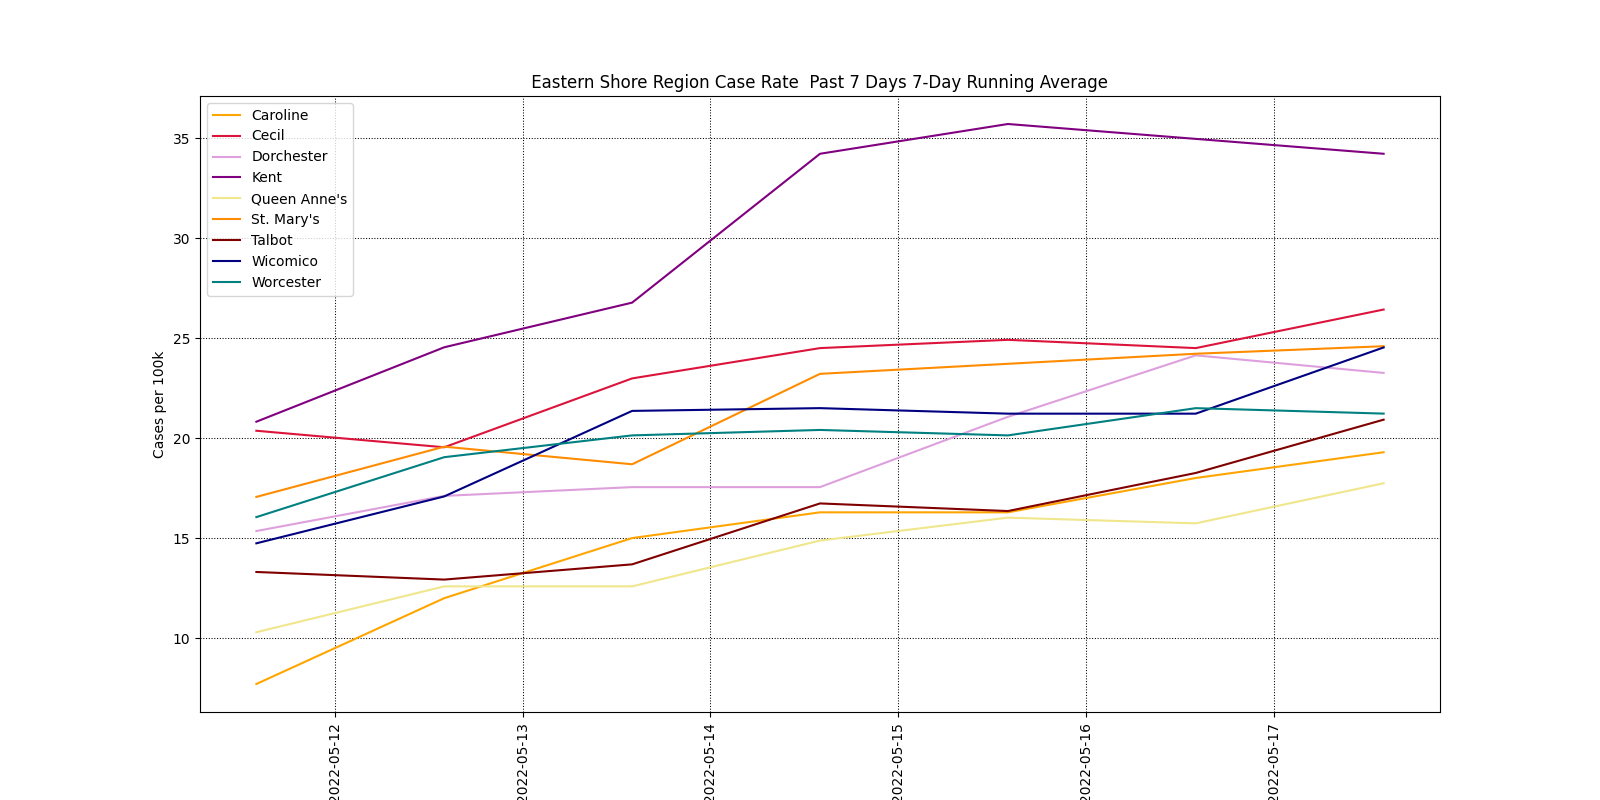 Eastern Shore Region Case Rate  Past 7 Days 7-Day Running Average
Caroline
Cecil
Dorchester
Kent
Queen Anne's
St. Mary's
Talbot
Wicomico
Worcester
35
30
25
20
15
10
Cases per 100k
2022-05-12
2022-05-13
2022-05-14
2022-05-15
2022-05-16
2022-05-17